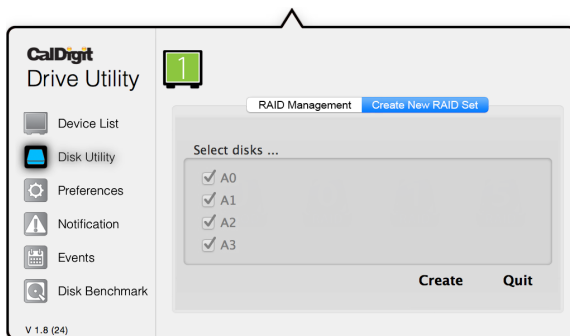 CalDigit
Drive Utility
1
RAID Management
Create New RAID Set
Device List
Disk Utility
Preferences
Notification
Events
Disk Benchmark
V 1.8 (24)
Select disks ...
A0
A1
A2
A3
Create
Quit